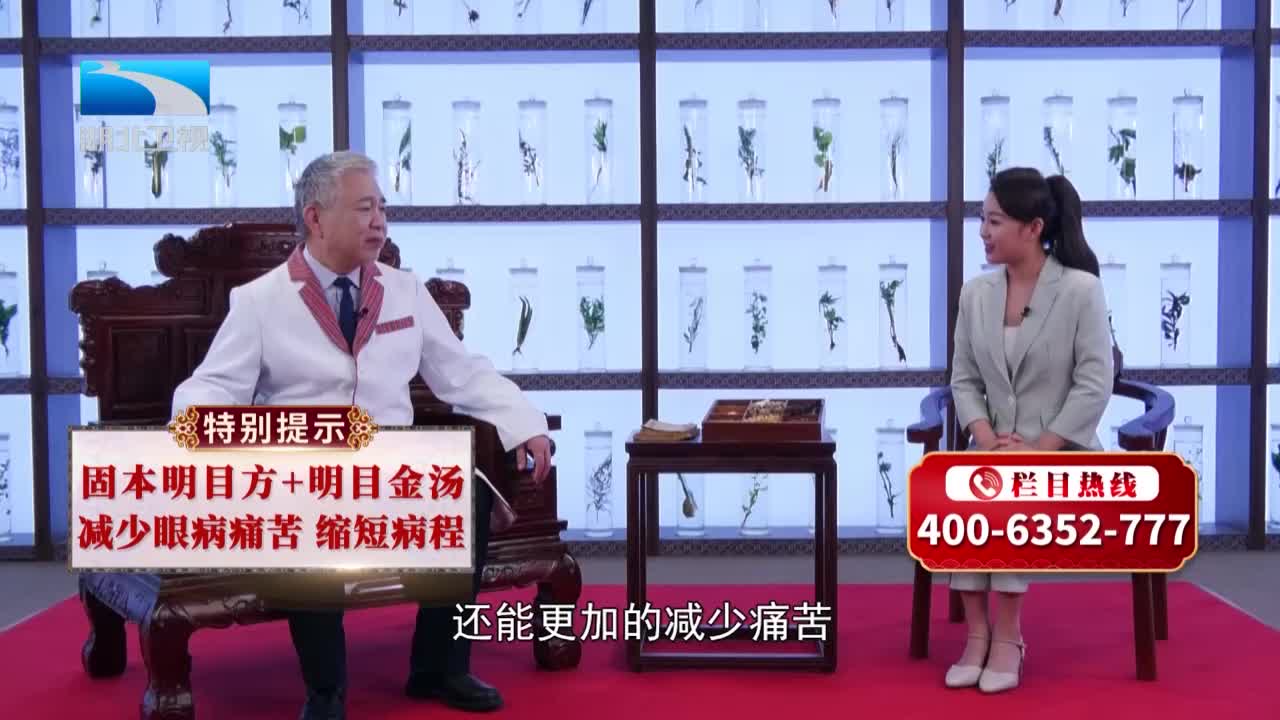 湖北卫视
特别提示
固本明目方+明目金汤
减少眼病痛苦 缩短病程
栏目热线
400-6352-777
还能更加的减少痛苦